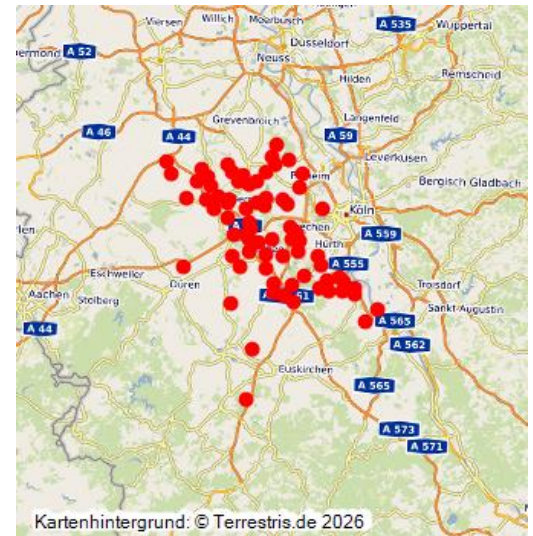 Viersen
Willich
Meerbusch
A 535
Wuppertal
ermond
A 52
Düsseldorf
Neuss
Hilden
Remscheid
A 46
A 44
Grevenbroich
Langenfeld
A 59
Leverkusen
Bergisch Gladbach
Köln
A 559
Hürth
A 555
Eschweiler
Düren
Troisdorf
Aachen
Stolberg
Sankt Augustin
A 44
A 565
A 562
Euskirchen
A 565
A 573
A 571
Kartenhintergrund: © Terrestris.de 2026